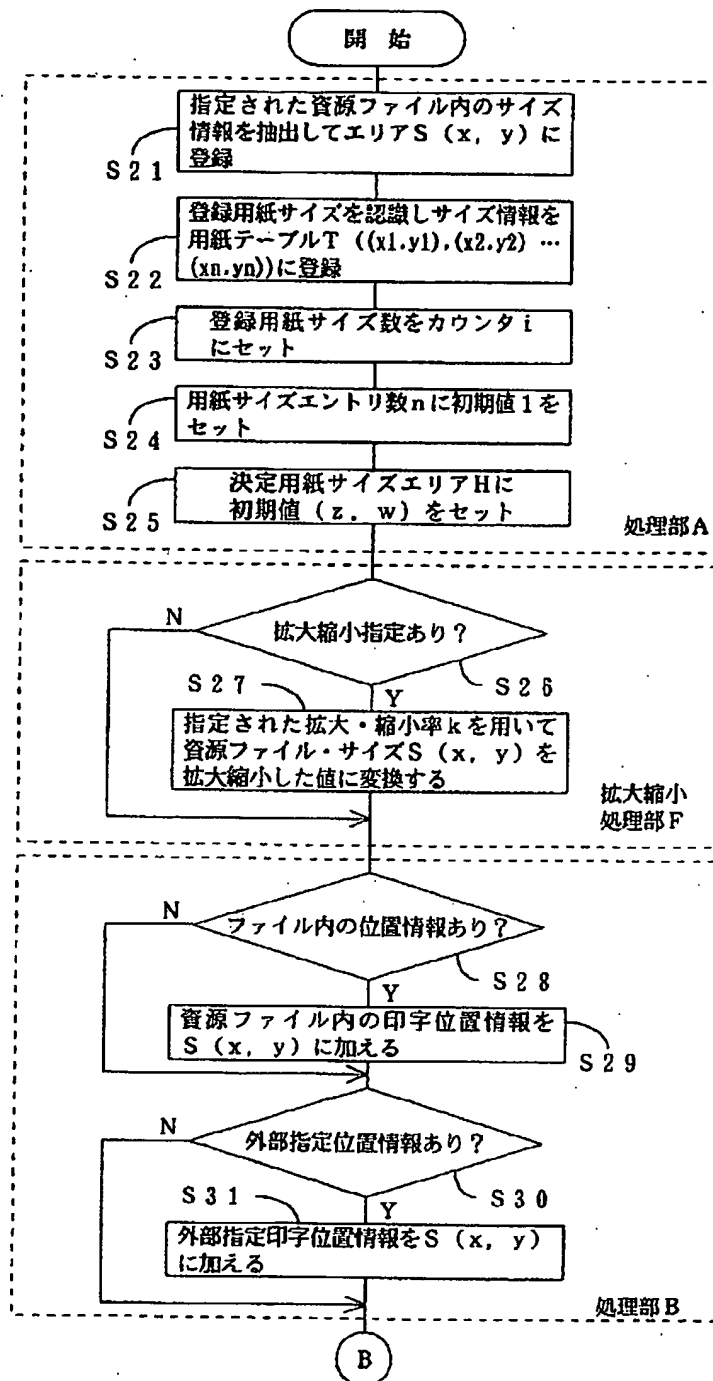 開 始
指定された資源ファイル内のサイズ
情報を抽出してエリアS (x, y) に
登録
S21
登録用紙サイズを認識しサイズ情報を
用紙テーブルT ((x1.y1).(x2.y2) …
(xn.yn))に登録
S22
登録用紙サイズ数をカウンタi
にセット
S23
用紙サイズエントリ数nに初期値1を
セット
S24
決定用紙サイズエリアHに
初期値 (z. w) をセット
S25
処理部A
N
拡大縮小指定あり?
S26
S27
Y
指定された拡大・縮小率kを用いて
資源ファイル・サイズS (x, y) を
拡大縮小した値に変換する
拡大縮小
処理部F
N
ファイル内の位置情報あり?
S28
Y
資源ファイル内の印字位置情報を
S (x, y) に加える
S29
N
外部指定位置情報あり?
S30
S31
Y
外部指定印字位置情報をS (x, y)
に加える
処理部B
B